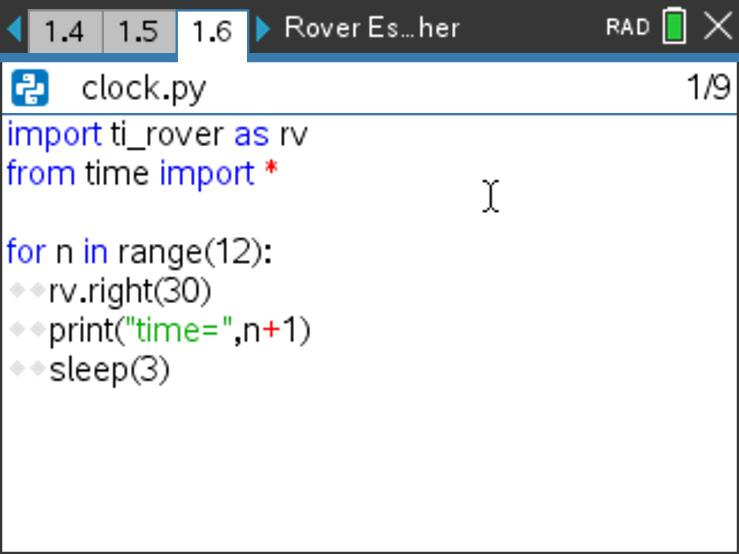 1.4 1.5 1.6 Rover Es...her RAD
clock.py 1/9
import ti_rover as rv
from time import *
for n in range(12):
rv.right(30)
print("time=",n+1)
sleep(3)